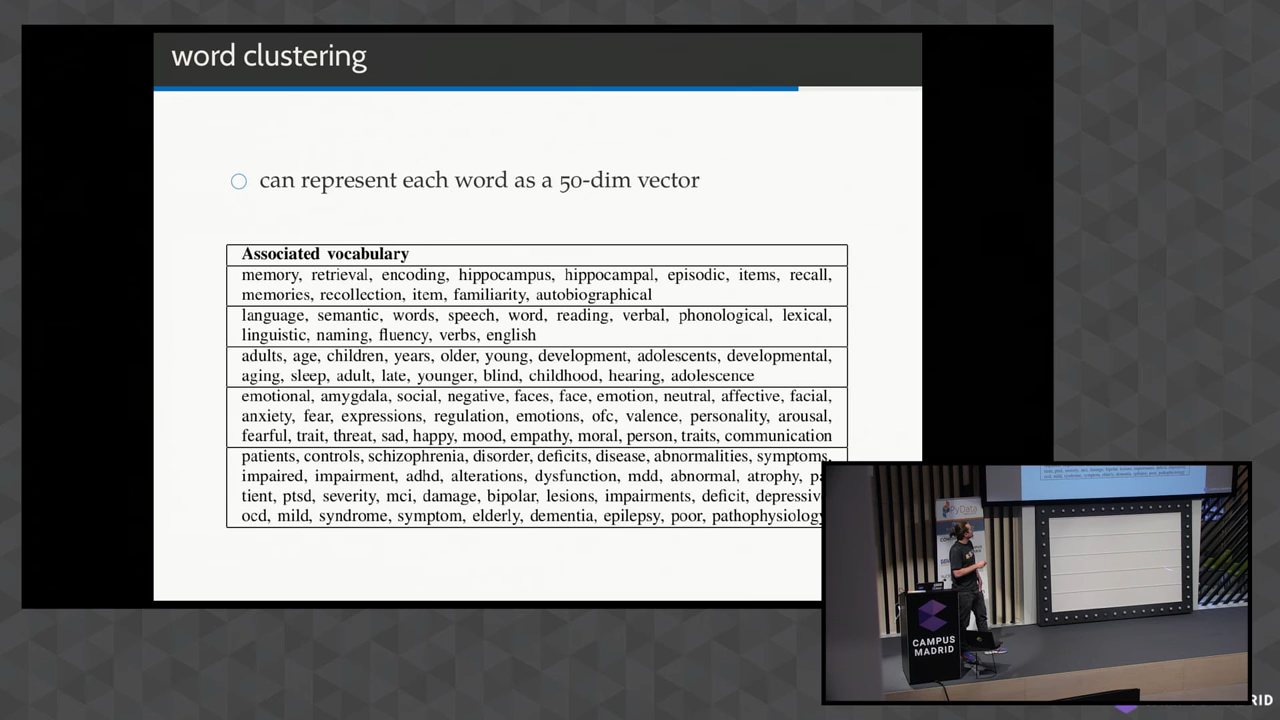 word clustering
can represent each word as a 50-dim vector
Associated vocabulary
memory, retrieval, encoding, hippocampus, hippocampal, episodic, items, recall,
memories, recollection, item, familiarity, autobiographical
language, semantic, words, speech, word, reading, verbal, phonological, lexical,
linguistic, naming, fluency, verbs, english
adults, age, children, years, older, young, development, adolescents, developmental,
aging, sleep, adult, late, younger, blind, childhood, hearing, adolescence
emotional, amygdala, social, negative, faces, face, emotion, neutral, affective, facial,
anxiety, fear, expressions, regulation, emotions, ofc, valence, personality, arousal,
fearful, trait, threat, sad, happy, mood, empathy, moral, person, traits, communication
patients, controls, schizophrenia, disorder, deficits, disease, abnormalities, symptoms,
impaired, impairment, adhd, alterations, dysfunction, mdd, abnormal, atrophy, pa
tient, ptsd, severity, mci, damage, bipolar, lesions, impairments, deficit, depressive
ocd, mild, syndrome, symptom, elderly, dementia, epilepsy, poor, pathophysiology
PyData
CAMPUS
MADRID
RID